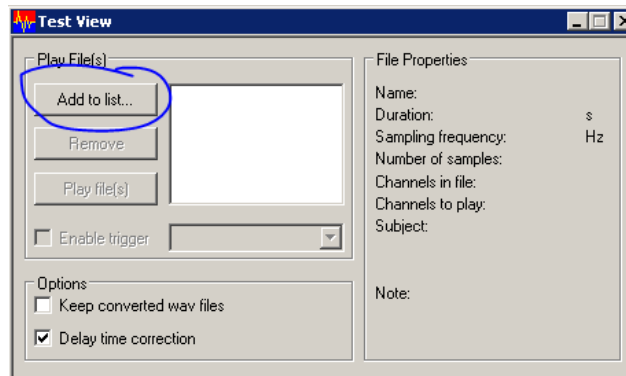 Test View
Play File(s)
Add to list...
Remove
Play file(s)
Enable trigger
Options
Keep converted wav files
Delay time correction
File Properties
Name:
Duration: s
Sampling frequency: Hz
Number of samples:
Channels in file:
Channels to play:
Subject:
Note: